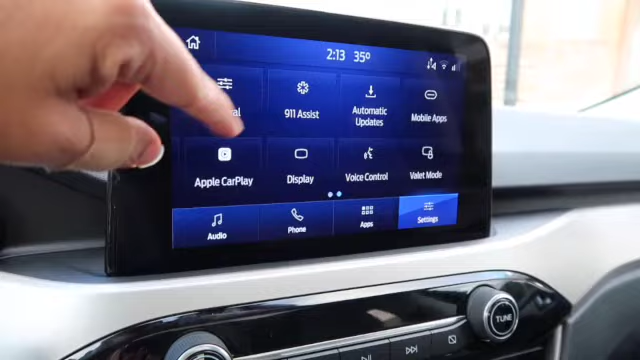 2:13 35°
911 Assist
Automatic
Updates
Mobile Apps
Apple CarPlay
Display
Voice Control
Valet Mode
Audio
Phone
Apps
Settings
TUNE